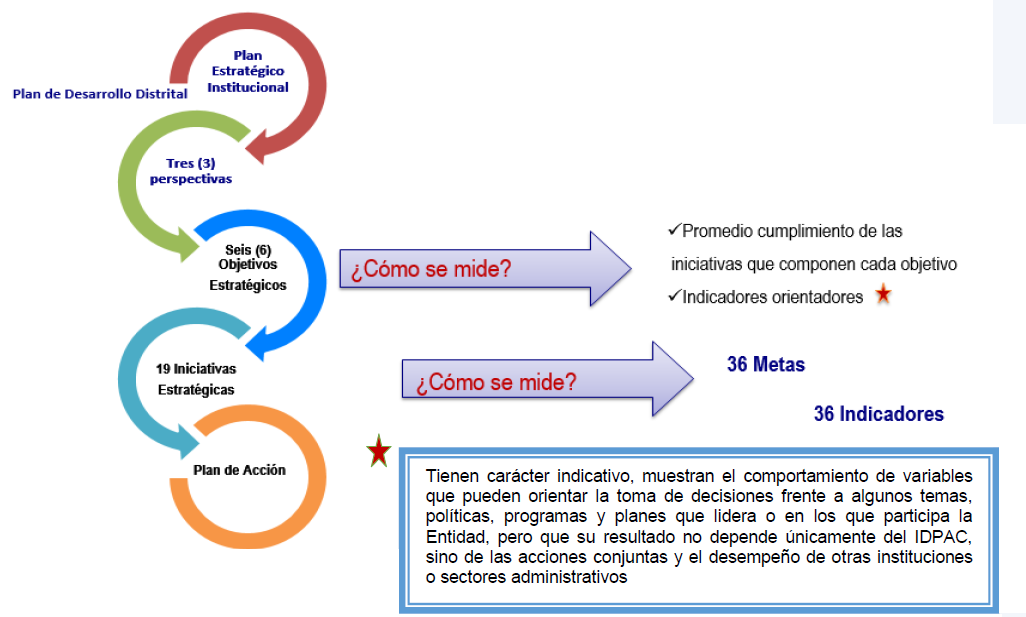 Plan
Estratégico
Institucional
Plan de Desarrollo Distrital
Tres (3)
perspectivas
Seis (6)
Objetivos
Estratégicos
¿Cómo se mide?
✓Promedio cumplimiento de las
iniciativas que componen cada objetivo
✓Indicadores orientadores
19 Iniciativas
Estratégicas
¿Cómo se mide?
36 Metas
36 Indicadores
Plan de Acción
Tienen carácter indicativo, muestran el comportamiento de variables
que pueden orientar la toma de decisiones frente a algunos temas,
políticas, programas y planes que lidera o en los que participa la
Entidad, pero que su resultado no depende únicamente del IDPAC,
sino de las acciones conjuntas y el desempeño de otras instituciones
o sectores administrativos